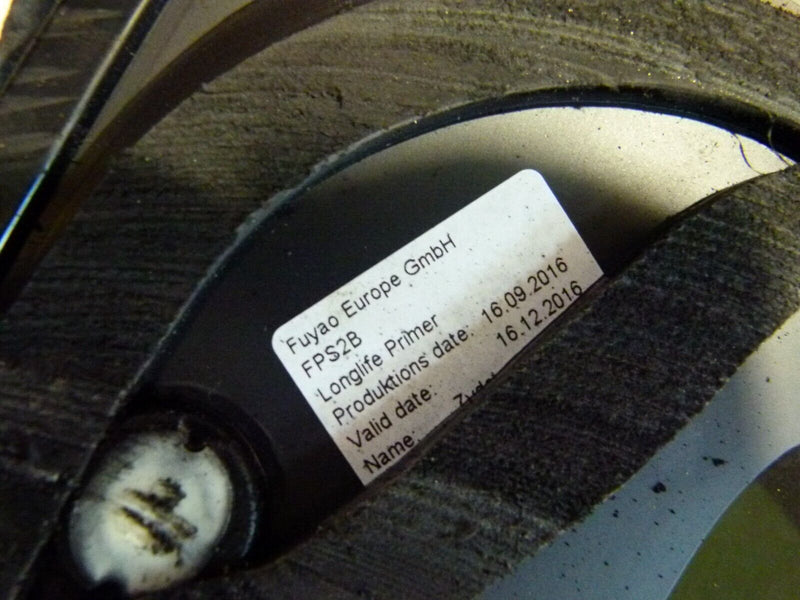 Fuyao Europe GmbH
FPS2B
Longlife Primer
Produktions date: 16.09.2016
Valid date: 16.12.2016
Name: